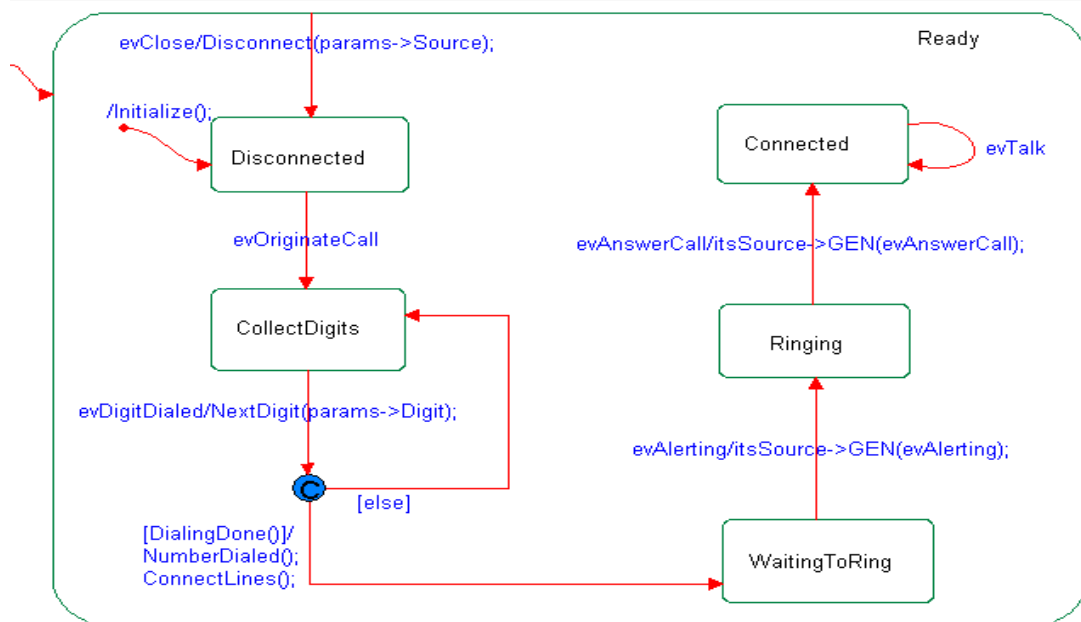 evClose/Disconnect(params->Source);
Ready
/Initialize();
Disconnected
Connected
evTalk
evOriginateCall
evAnswerCall/itsSource->GEN(evAnswerCall);
CollectDigits
Ringing
evDigitDialed/NextDigit(params->Digit);
evAlerting/itsSource->GEN(evAlerting);
C
[else]
[DialingDone()]/
NumberDialed();
ConnectLines();
WaitingToRing